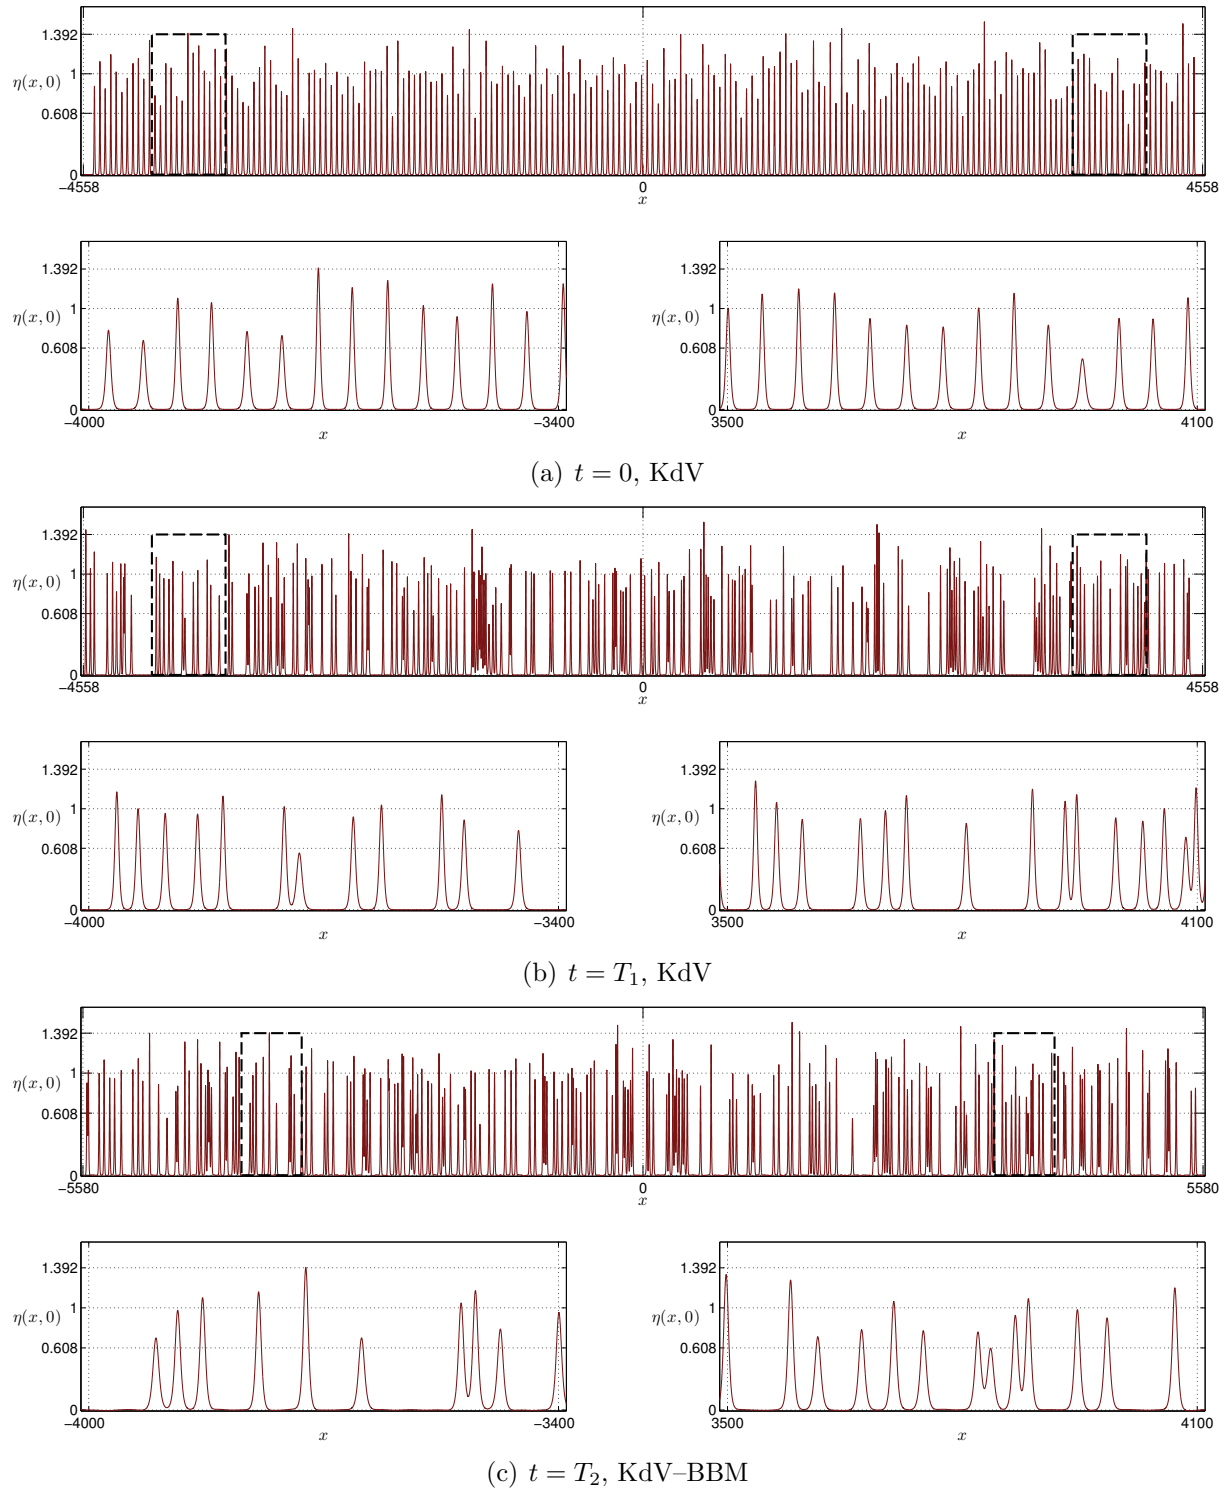 1.392
1
η(x, 0)
0.608
0
−4558 0 4558
x
1.392 1.392
1 1
η(x, 0) η(x, 0)
0.608 0.608
0 0
−4000 −3400 3500 4100
x x
(a) t = 0, KdV
1.392
1
η(x, 0)
0.608
0
−4558 0 4558
x
1.392 1.392
1 1
η(x, 0) η(x, 0)
0.608 0.608
0 0
−4000 −3400 3500 4100
x x
(b) t = T₁, KdV
1.392
1
η(x, 0)
0.608
0
−5580 0 5580
x
1.392 1.392
1 1
η(x, 0) η(x, 0)
0.608 0.608
0 0
−4000 −3400 3500 4100
x x
(c) t = T₂, KdV–BBM